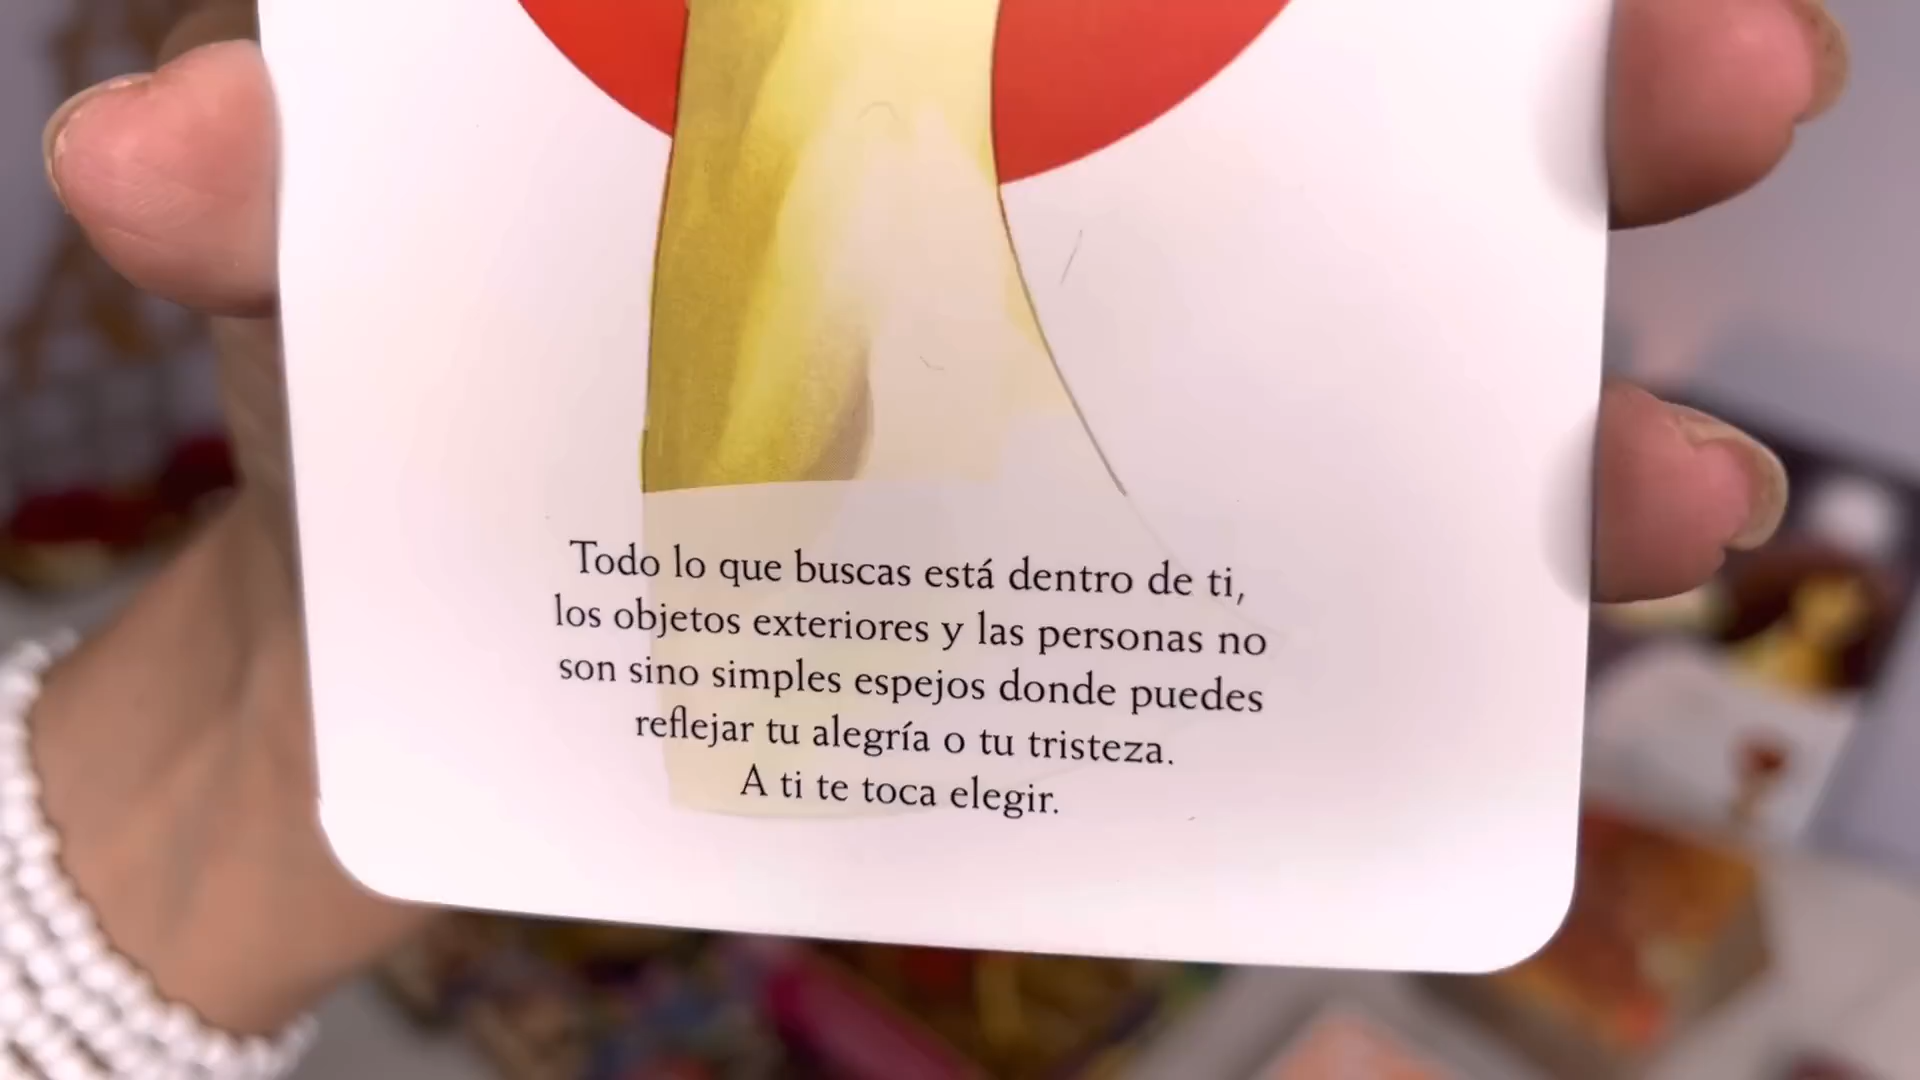 Todo lo que buscas está dentro de ti,
los objetos exteriores y las personas no
son sino simples espejos donde puedes
reflejar tu alegría o tu tristeza.
A ti te toca elegir.